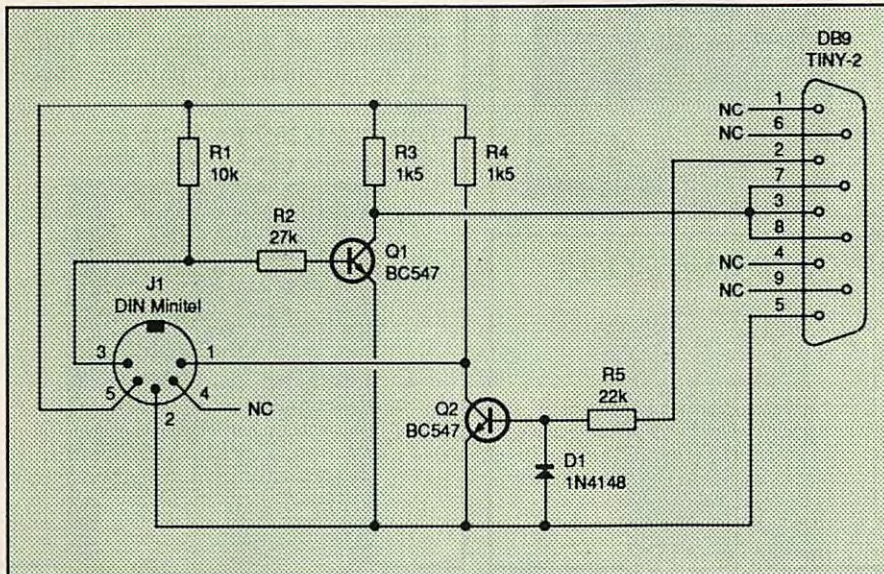 DB9
TINY-2
NC 1
NC 6
2
7
3
8
NC 4
NC 9
5
R1
10k
R3
1k5
R4
1k5
R2
27k
Q1
BC547
J1
DIN Minitel
3
1
5
4
2
NC
R5
22k
Q2
BC547
D1
1N4148